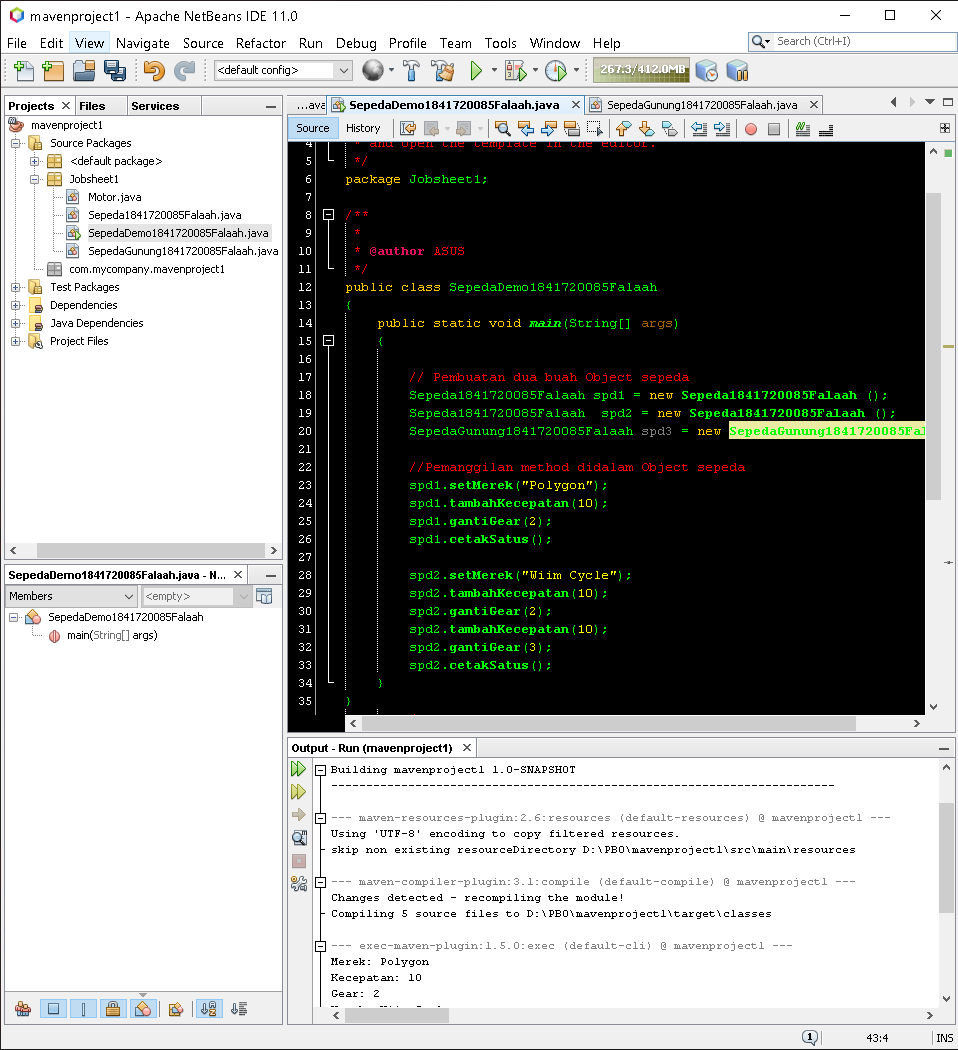 mavenproject1 - Apache NetBeans IDE 11.0
File Edit View Navigate Source Refactor Run Debug Profile Team Tools Window Help
Search (Ctrl+I)
<default config>
267.3/412.0MB
Projects Files Services
mavenproject1
Source Packages
<default package>
Jobsheet1
Motor.java
Sepeda1841720085Falaah.java
SepedaDemo1841720085Falaah.java
SepedaGunung1841720085Falaah.java
com.mycompany.mavenproject1
Test Packages
Dependencies
Java Dependencies
Project Files
SepedaDemo1841720085Falaah.java - N...
Members <empty>
SepedaDemo1841720085Falaah
main(String[] args)
...ava SepedaDemo1841720085Falaah.java SepedaGunung1841720085Falaah.java
Source History
4 * and open the template in the editor.
5 */
6 package Jobsheet1;
7
8 /**
9 *
10 * @author ASUS
11 */
12 public class SepedaDemo1841720085Falaah
13 {
14 public static void main(String[] args)
15 {
16
17 // Pembuatan dua buah Object sepeda
18 Sepeda1841720085Falaah spd1 = new Sepeda1841720085Falaah ();
19 Sepeda1841720085Falaah spd2 = new Sepeda1841720085Falaah ();
20 SepedaGunung1841720085Falaah spd3 = new SepedaGunung1841720085Fal
21
22 //Pemanggilan method didalam Object sepeda
23 spd1.setMerek("Polygon");
24 spd1.tambahKecepatan(10);
25 spd1.gantiGear(2);
26 spd1.cetakSatus();
27
28 spd2.setMerek("Wiim Cycle");
29 spd2.tambahKecepatan(10);
30 spd2.gantiGear(2);
31 spd2.tambahKecepatan(10);
32 spd2.gantiGear(3);
33 spd2.cetakSatus();
34 }
35 }
Output - Run (mavenproject1)
Building mavenproject1 1.0-SNAPSHOT
------------------------------------------------------------------------
--- maven-resources-plugin:2.6:resources (default-resources) @ mavenproject1 ---
Using 'UTF-8' encoding to copy filtered resources.
skip non existing resourceDirectory D:\PBO\mavenproject1\src\main\resources
--- maven-compiler-plugin:3.1:compile (default-compile) @ mavenproject1 ---
Changes detected - recompiling the module!
Compiling 5 source files to D:\PBO\mavenproject1\target\classes
--- exec-maven-plugin:1.5.0:exec (default-cli) @ mavenproject1 ---
Merek: Polygon
Kecepatan: 10
Gear: 2
1 43:4 INS